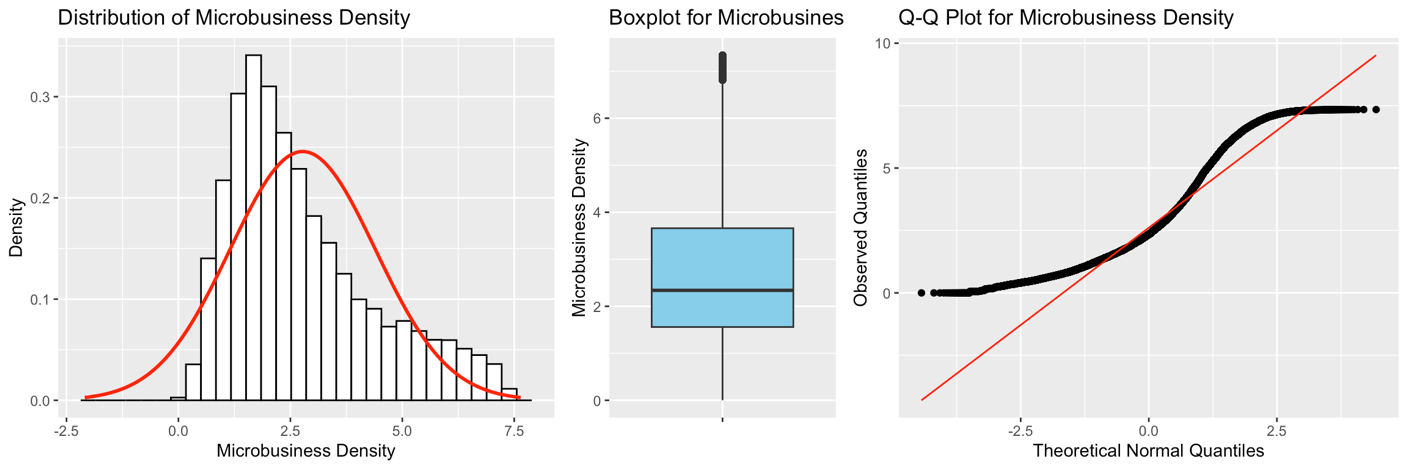 Distribution of Microbusiness Density
0.3
0.2
0.1
0.0
Density
-2.5 0.0 2.5 5.0 7.5
Microbusiness Density
Boxplot for Microbusines
6
4
2
0
Microbusiness Density
Q-Q Plot for Microbusiness Density
10
5
0
Observed Quantiles
-2.5 0.0 2.5
Theoretical Normal Quantiles